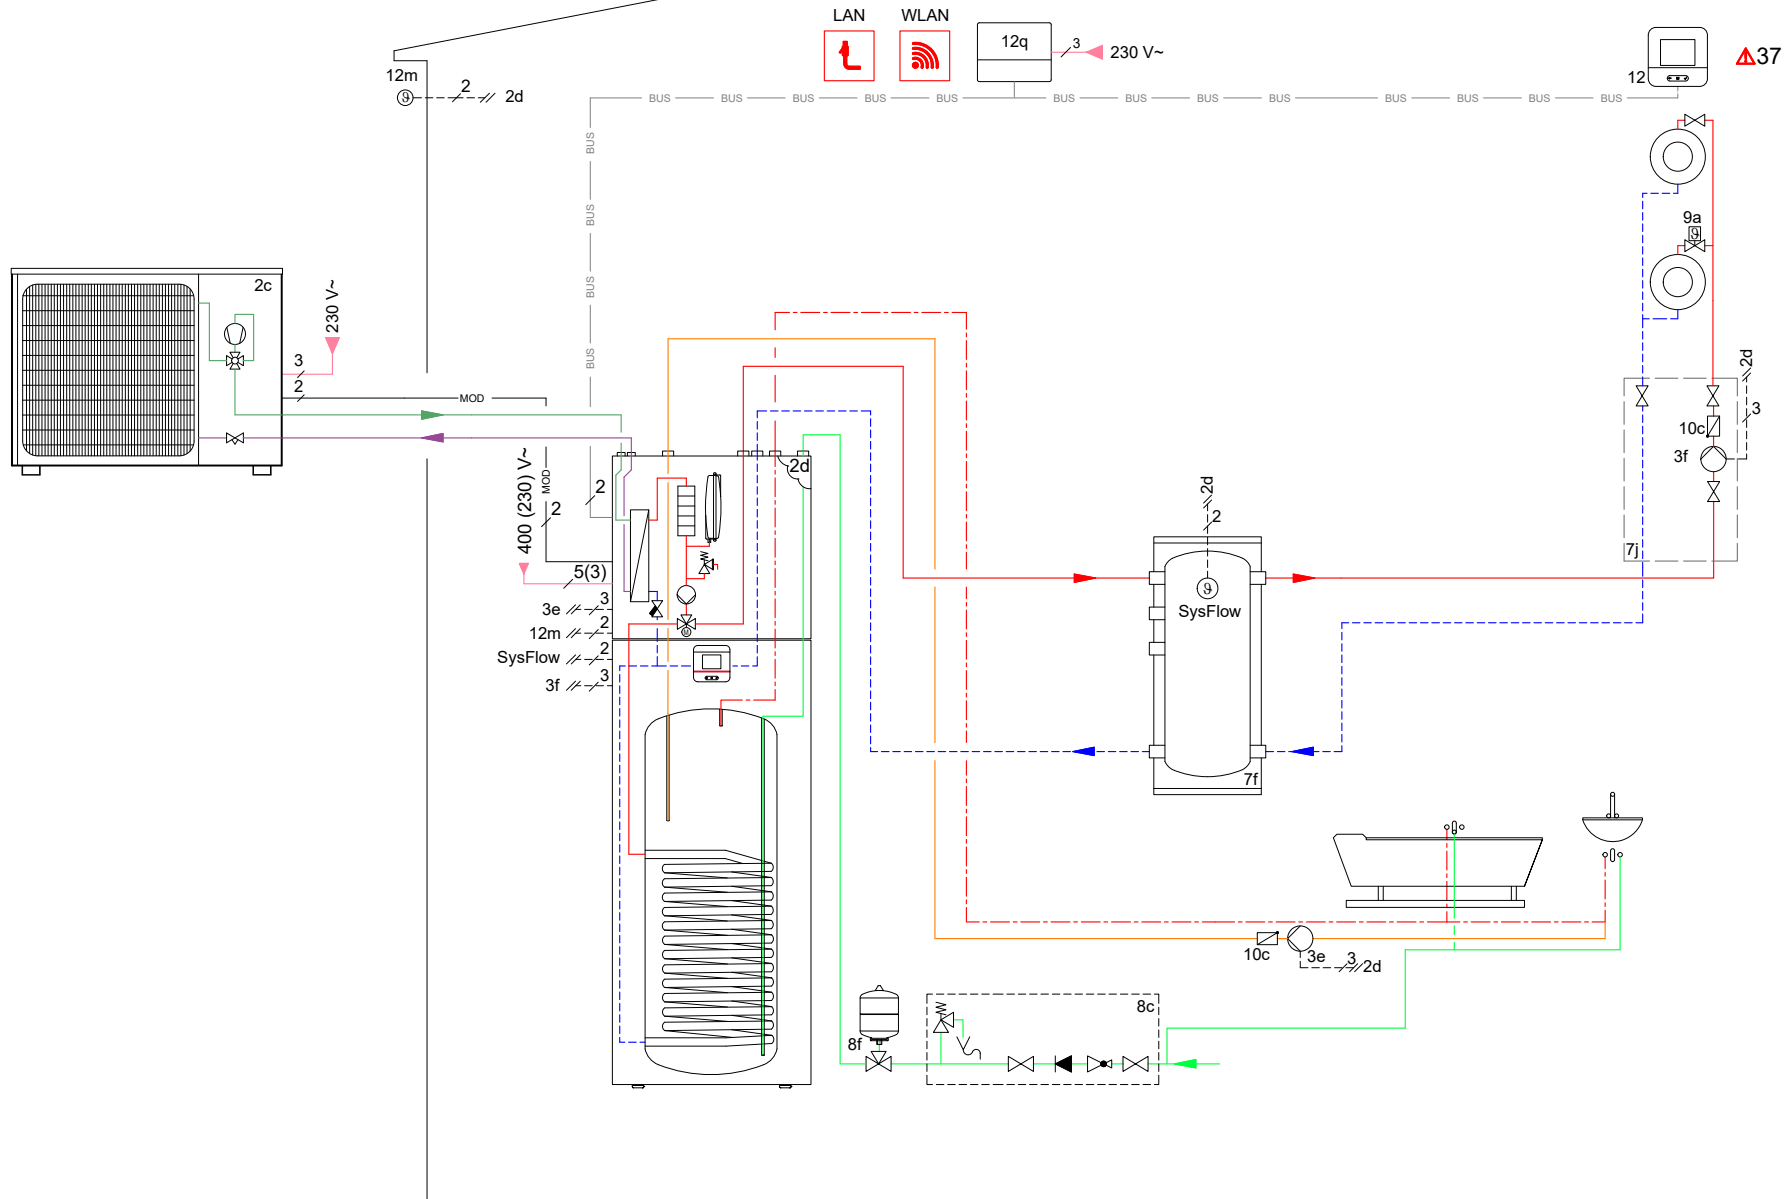 LAN WLAN
12q
3 230 V~
12
37
12m
2 2d
BUS BUS BUS BUS BUS BUS BUS BUS BUS BUS BUS BUS BUS
BUS
BUS
BUS
BUS
9a
2c
230 V~
3
2
MOD
2d
3
10c
3f
7j
2d
2
400 (230) V~
MOD
2
5(3)
3e 3
12m 2
SysFlow 2
3f 3
M
2d
2
SysFlow
7f
10c 3e 3 2d
8f
8c